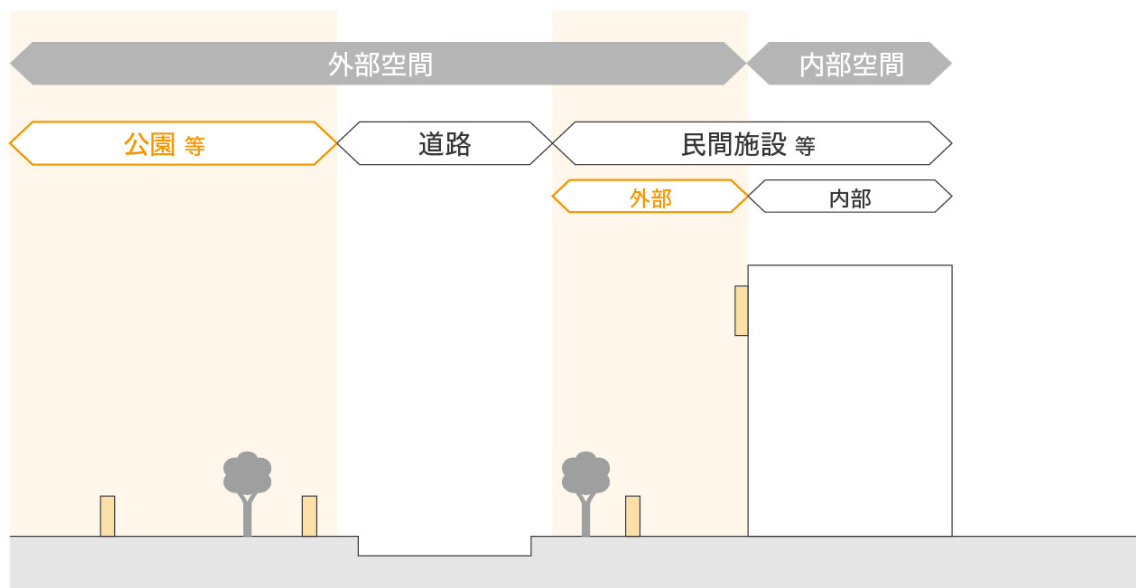 外部空間
内部空間
公園 等
道路
民間施設 等
外部
内部